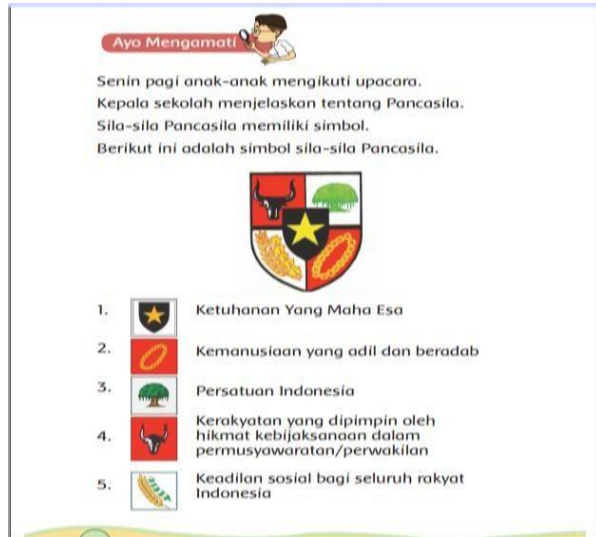 Ayo Mengamati
Senin pagi anak-anak mengikuti upacara.
Kepala sekolah menjelaskan tentang Pancasila.
Sila-sila Pancasila memiliki simbol.
Berikut ini adalah simbol sila-sila Pancasila.
1. Ketuhanan Yang Maha Esa
2. Kemanusiaan yang adil dan beradab
3. Persatuan Indonesia
4. Kerakyatan yang dipimpin oleh
hikmat kebijaksanaan dalam
permusyawaratan/perwakilan
5. Keadilan sosial bagi seluruh rakyat
Indonesia